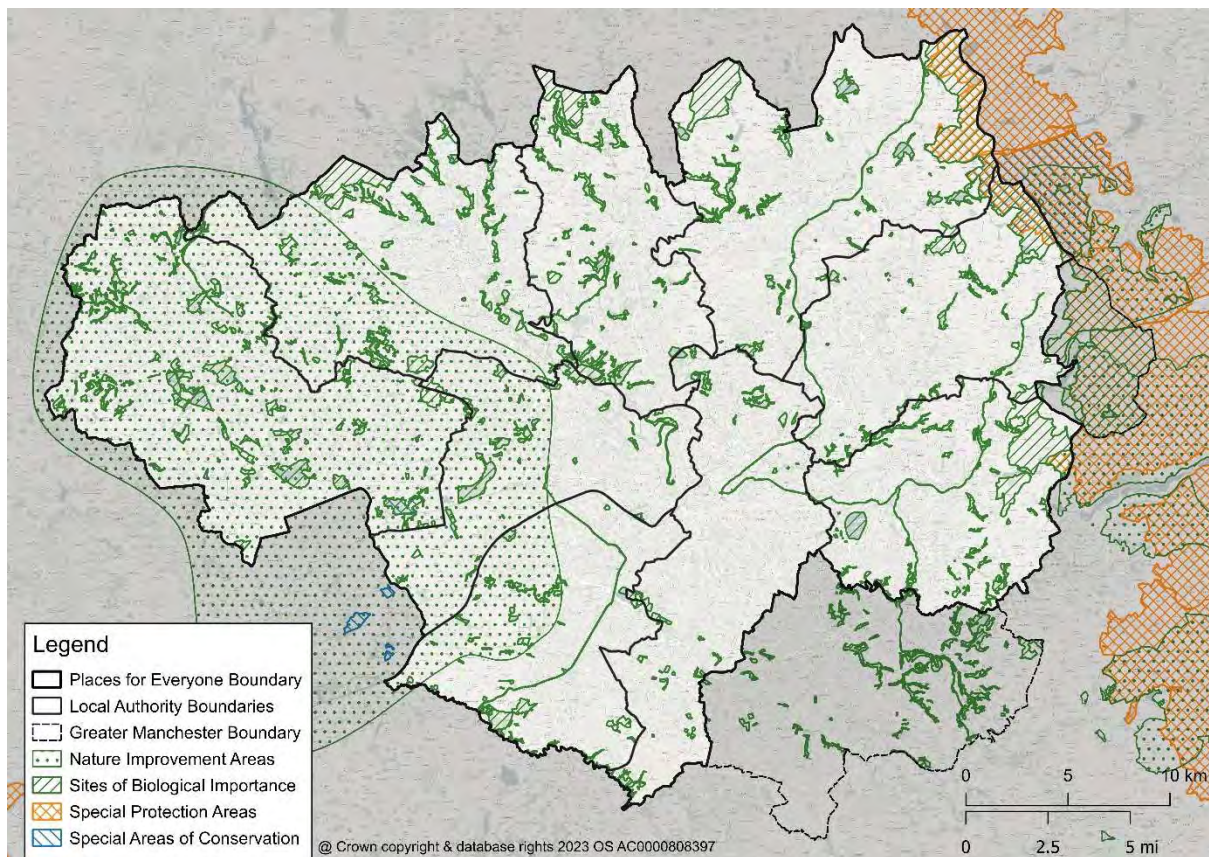 Legend
Places for Everyone Boundary
Local Authority Boundaries
Greater Manchester Boundary
Nature Improvement Areas
Sites of Biological Importance
Special Protection Areas
Special Areas of Conservation
@ Crown copyright & database rights 2023 OS AC0000808397
0 5 10 km
0 2.5 5 mi